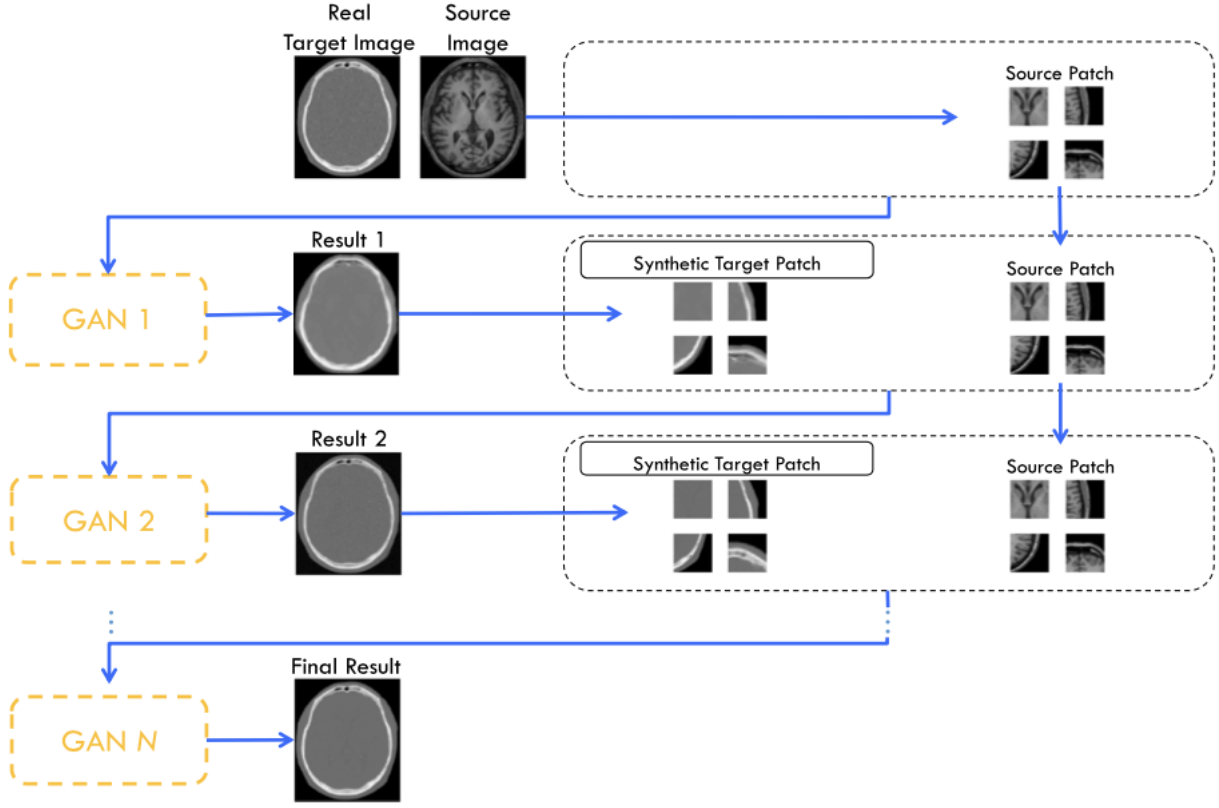 Real
Target Image
Source
Image
Source Patch
Result 1
Synthetic Target Patch
Source Patch
GAN 1
Result 2
Synthetic Target Patch
Source Patch
GAN 2
Final Result
GAN N